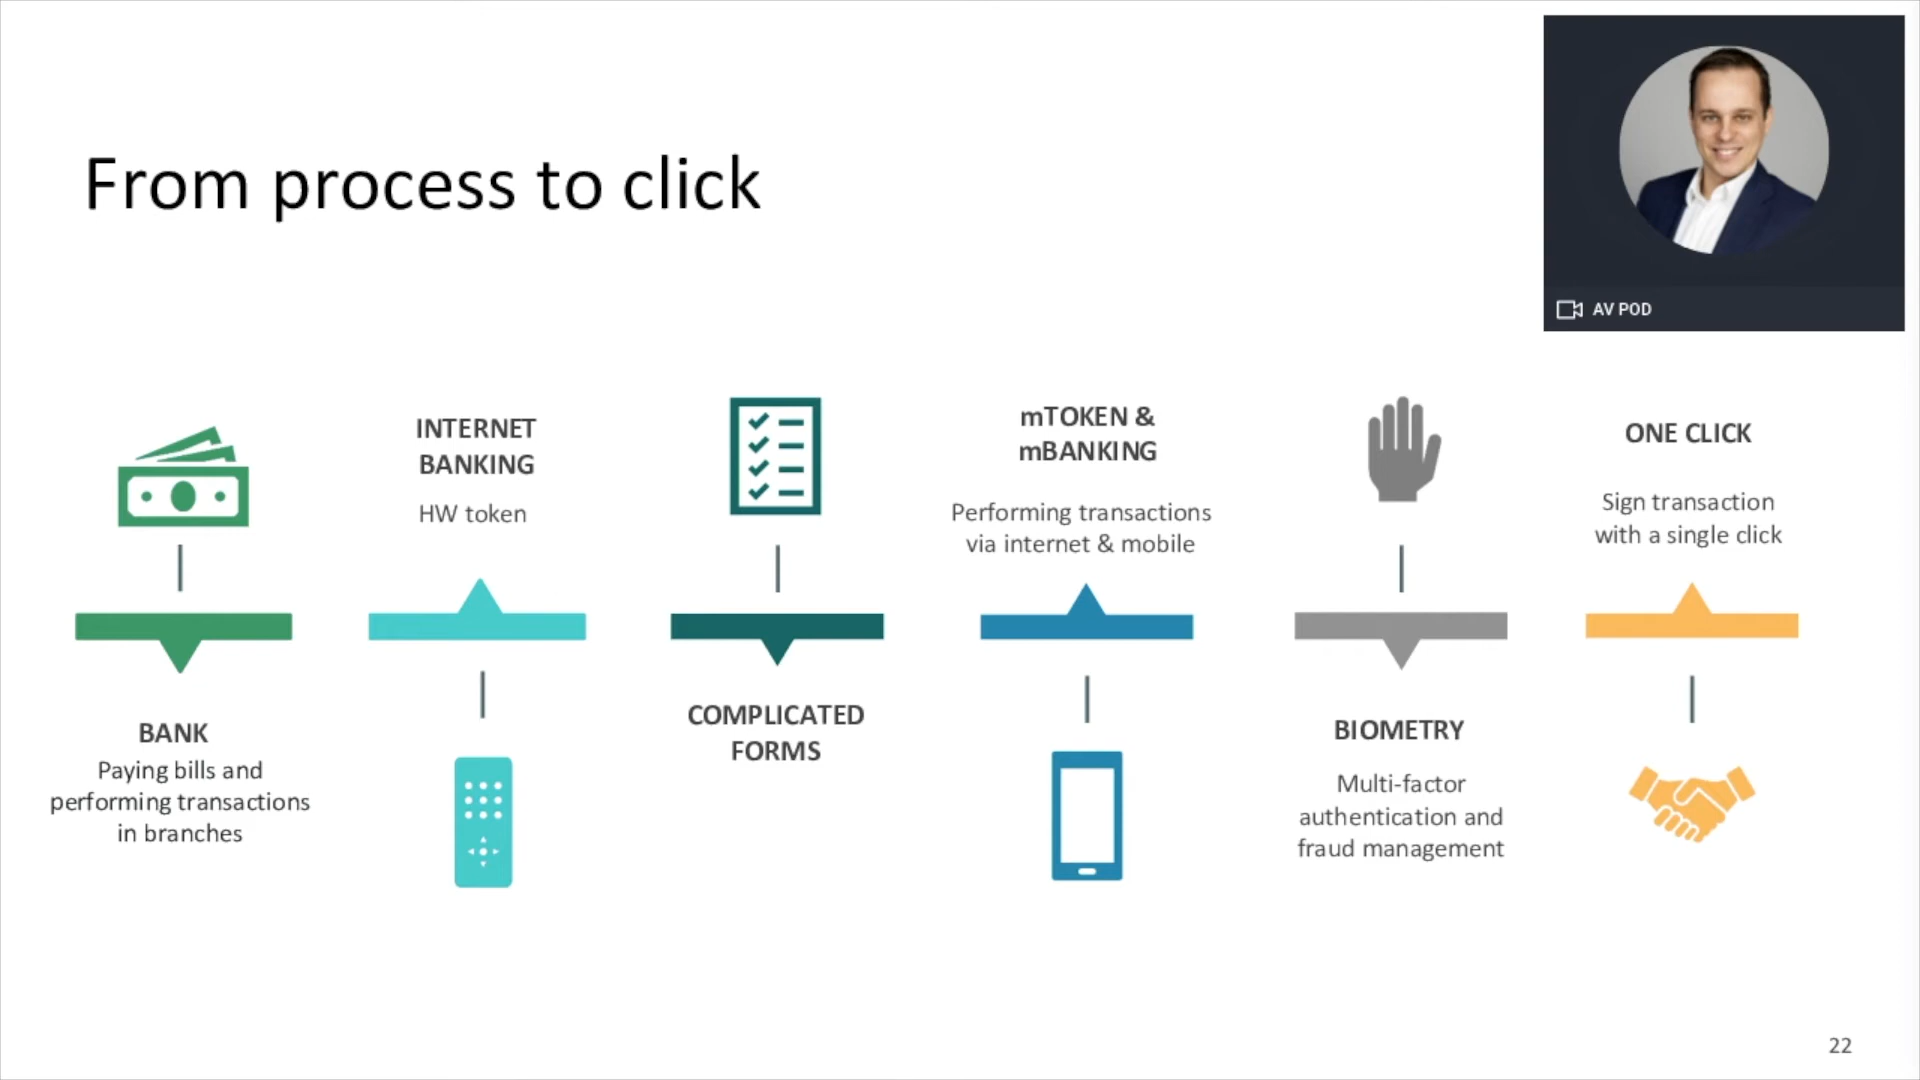 From process to click
AV POD
INTERNET
BANKING
HW token
mTOKEN &
mBANKING
Performing transactions
via internet & mobile
ONE CLICK
Sign transaction
with a single click
BANK
Paying bills and
performing transactions
in branches
COMPLICATED
FORMS
BIOMETRY
Multi-factor
authentication and
fraud management
22